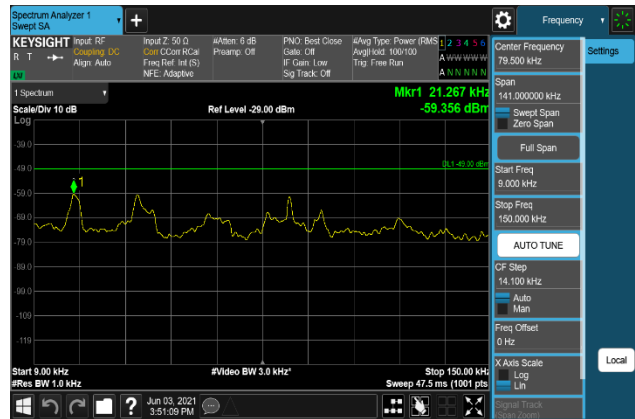 Spectrum Analyzer 1
Swept SA
Frequency
KEYSIGHT
R T
LW
Input: RF
Coupling: DC
Align: Auto
Input Z: 50 Ω
Corr CCorr RCal
Freq Ref: Int (S)
NFE: Adaptive
#Atten: 6 dB
Preamp: Off
PNO: Best Close
Gate: Off
IF Gain: Low
Sig Track: Off
#Avg Type: Power (RMS
Avg|Hold: 100/100
Trig: Free Run
1 2 3 4 5 6
A W W W W W
A N N N N N
1 Spectrum
Scale/Div 10 dB
Ref Level -29.00 dBm
Mkr1 21.267 kHz
-59.356 dBm
Log
DL1 -49.00 dBm
1
-39.0
-49.0
-59.0
-69.0
-79.0
-89.0
-99.0
-109
-119
Start 9.00 kHz
#Res BW 1.0 kHz
#Video BW 3.0 kHz*
Stop 150.00 kHz
Sweep 47.5 ms (1001 pts
Center Frequency
79.500 kHz
Settings
Span
141.000000 kHz
Swept Span
Zero Span
Full Span
Start Freq
9.000 kHz
Stop Freq
150.000 kHz
AUTO TUNE
CF Step
14.100 kHz
Auto
Man
Freq Offset
0 Hz
X Axis Scale
Log
Lin
Local
Signal Track
(Span Zoom)
Jun 03, 2021
3:51:09 PM